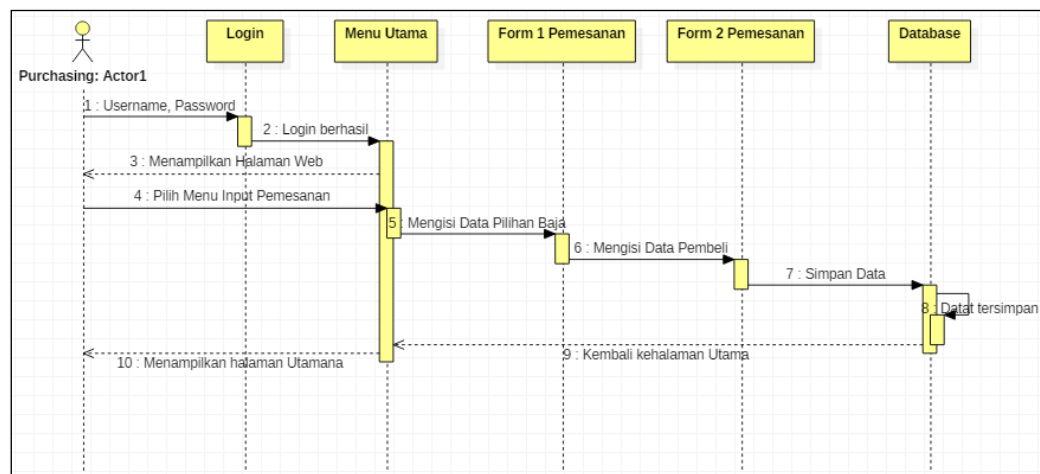 Login
Menu Utama
Form 1 Pemesanan
Form 2 Pemesanan
Database
Purchasing: Actor1
1 : Username, Password
2 : Login berhasil
3 : Menampilkan Halaman Web
4 : Pilih Menu Input Pemesanan
5 : Mengisi Data Pilihan Baja
6 : Mengisi Data Pembeli
7 : Simpan Data
8 : Datat tersimpan
9 : Kembali kehalaman Utama
10 : Menampilkan halaman Utamana